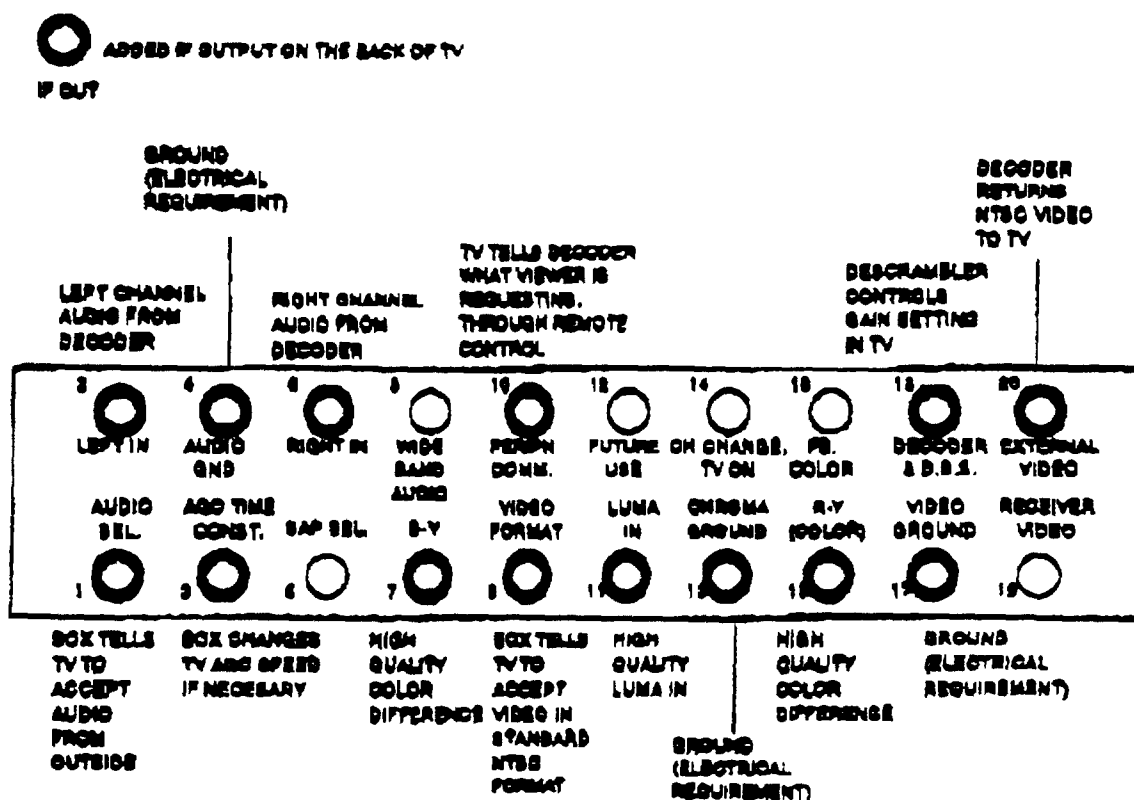 ADDED IF OUTPUT ON THE BACK OF TV
IF OUT
GROUND
(ELECTRICAL
REQUIREMENT)
DECODER
RETURNS
NTSC VIDEO
TO TV
LEFT CHANNEL
AUDIO FROM
DECODER
RIGHT CHANNEL
AUDIO FROM
DECODER
TV TELLS DECODER
WHAT VIEWER IS
REQUESTING,
THROUGH REMOTE
CONTROL
DESCRAMBLER
CONTROLS
GAIN SETTING
IN TV
2 4 6 8 10 12 14 16 18 20
LEFT IN
AUDIO
GND
RIGHT IN
WIDE
BAND
AUDIO
PERIPH
COMM.
FUTURE
USE
CH CHANGE,
TV ON
FB.
COLOR
DECODER
EXTERNAL
VIDEO
AUDIO
SEL.
AGC TIME
CONST.
SAP SEL.
B-Y
VIDEO
FORMAT
LUMA
IN
CHROMA
GROUND
R-Y
(COLOR)
VIDEO
GROUND
RECEIVER
VIDEO
1 3 5 7 9 11 13 15 17 19
BOX TELLS
TV TO
ACCEPT
AUDIO
FROM
OUTSIDE
BOX CHANGES
TV AGC SPEED
IF NECESARY
HIGH
QUALITY
COLOR
DIFFERENCE
BOX TELLS
TV TO
ACCEPT
VIDEO IN
STANDARD
NTSC
FORMAT
HIGH
QUALITY
LUMA IN
GROUND
(ELECTRICAL
REQUIREMENT)
HIGH
QUALITY
COLOR
DIFFERENCE
GROUND
(ELECTRICAL
REQUIREMENT)